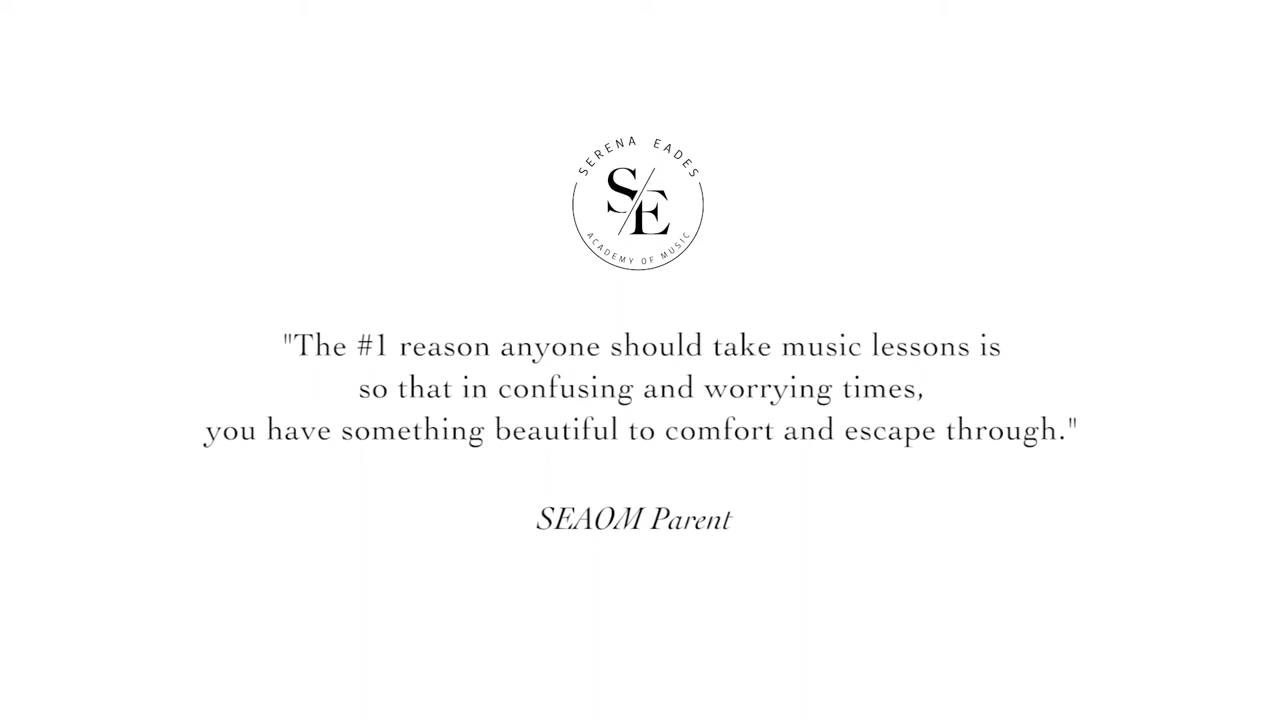 SERENA EADES
S/E
ACADEMY OF MUSIC
"The #1 reason anyone should take music lessons is
so that in confusing and worrying times,
you have something beautiful to comfort and escape through."
SEAOM Parent